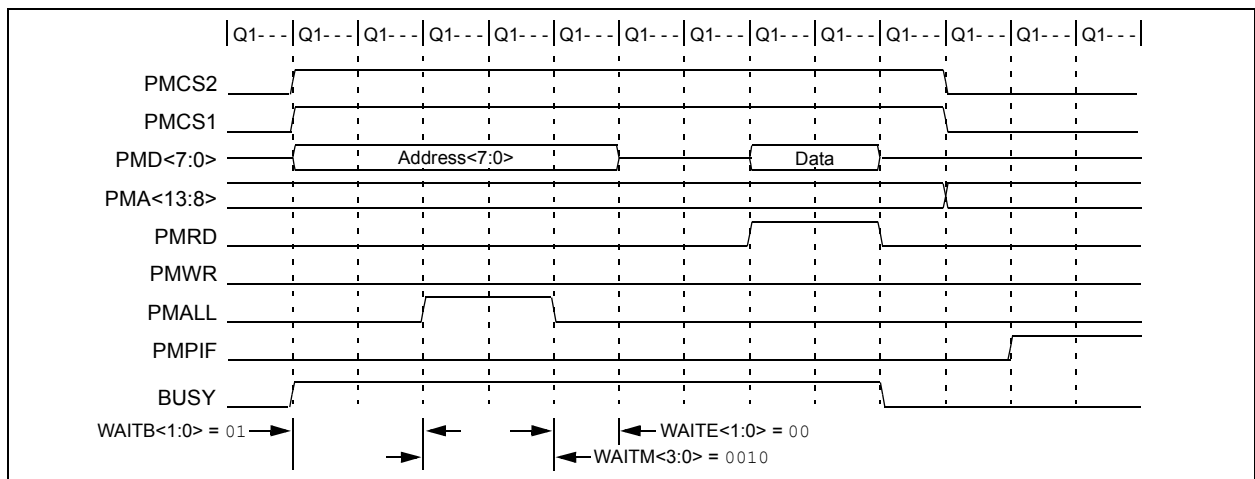 Q1- - - Q1- - - Q1- - - Q1- - - Q1- - - Q1- - - Q1- - - Q1- - - Q1- - - Q1- - - Q1- - - Q1- - - Q1- - - Q1- - -
PMCS2
PMCS1
PMD<7:0> Address<7:0> Data
PMA<13:8>
PMRD
PMWR
PMALL
PMPIF
BUSY
WAITB<1:0> = 01 WAITE<1:0> = 00
WAITM<3:0> = 0010